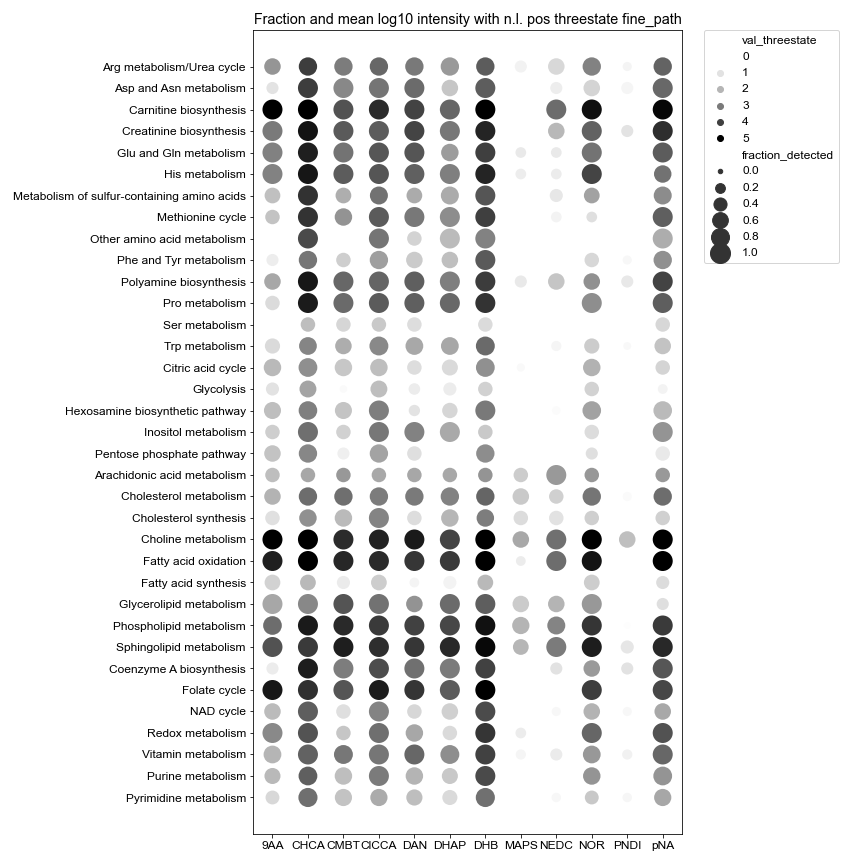 Fraction and mean log10 intensity with n.l. pos threestate fine_path
Arg metabolism/Urea cycle
Asp and Asn metabolism
Carnitine biosynthesis
Creatinine biosynthesis
Glu and Gln metabolism
His metabolism
Metabolism of sulfur-containing amino acids
Methionine cycle
Other amino acid metabolism
Phe and Tyr metabolism
Polyamine biosynthesis
Pro metabolism
Ser metabolism
Trp metabolism
Citric acid cycle
Glycolysis
Hexosamine biosynthetic pathway
Inositol metabolism
Pentose phosphate pathway
Arachidonic acid metabolism
Cholesterol metabolism
Cholesterol synthesis
Choline metabolism
Fatty acid oxidation
Fatty acid synthesis
Glycerolipid metabolism
Phospholipid metabolism
Sphingolipid metabolism
Coenzyme A biosynthesis
Folate cycle
NAD cycle
Redox metabolism
Vitamin metabolism
Purine metabolism
Pyrimidine metabolism
9AA CHCA CMBT CICCA DAN DHAP DHB MAPS NEDC NOR PNDI pNA
val_threestate
0
1
2
3
4
5
fraction_detected
0.0
0.2
0.4
0.6
0.8
1.0